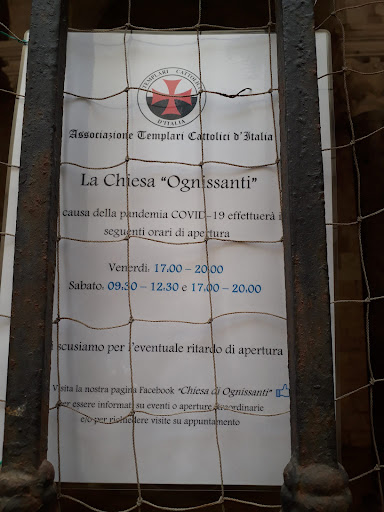 TEMPLARI CATTOLICI
D'ITALIA
Associazione Templari Cattolici d'Italia
La Chiesa "Ognissanti"
causa della pandemia COVID-19 effettuerà i
seguenti orari di apertura
Venerdì: 17.00 – 20.00
Sabato: 09.30 – 12.30 e 17.00 – 20.00
i scusiamo per l'eventuale ritardo di apertura
Visita la nostra pagina Facebook "Chiesa di Ognissanti"
per essere informati su eventi o aperture straordinarie
e/o per richiedere visite su appuntamento